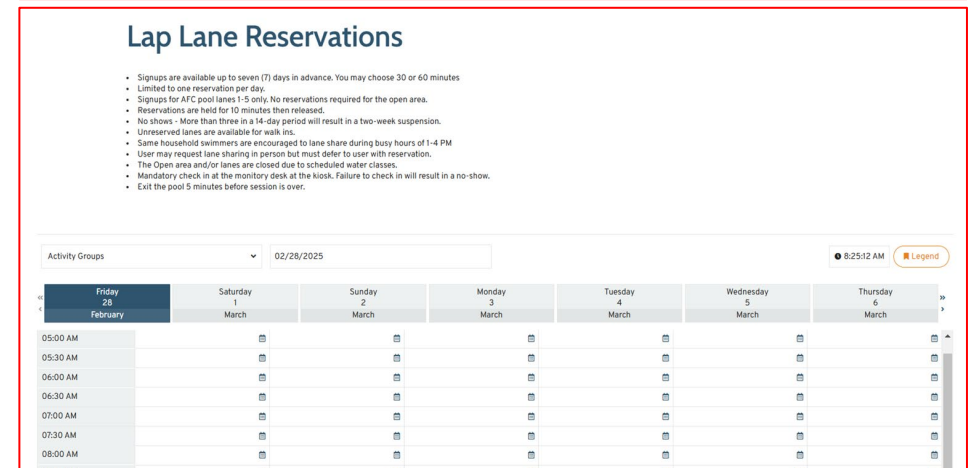 Lap Lane Reservations
• Signups are available up to seven (7) days in advance. You may choose 30 or 60 minutes
• Limited to one reservation per day.
• Signups for AFC pool lanes 1-5 only. No reservations required for the open area.
• Reservations are held for 10 minutes then released.
• No shows - More than three in a 14-day period will result in a two-week suspension.
• Unreserved lanes are available for walk ins.
• Same household swimmers are encouraged to lane share during busy hours of 1-4 PM
• User may request lane sharing in person but must defer to user with reservation.
• The Open area and/or lanes are closed due to scheduled water classes.
• Mandatory check in at the monitory desk at the kiosk. Failure to check in will result in a no-show.
• Exit the pool 5 minutes before session is over.
Activity Groups 02/28/2025 8:25:12 AM Legend
Friday Saturday Sunday Monday Tuesday Wednesday Thursday
28 1 2 3 4 5 6
February March March March March March March
05:00 AM
05:30 AM
06:00 AM
06:30 AM
07:00 AM
07:30 AM
08:00 AM